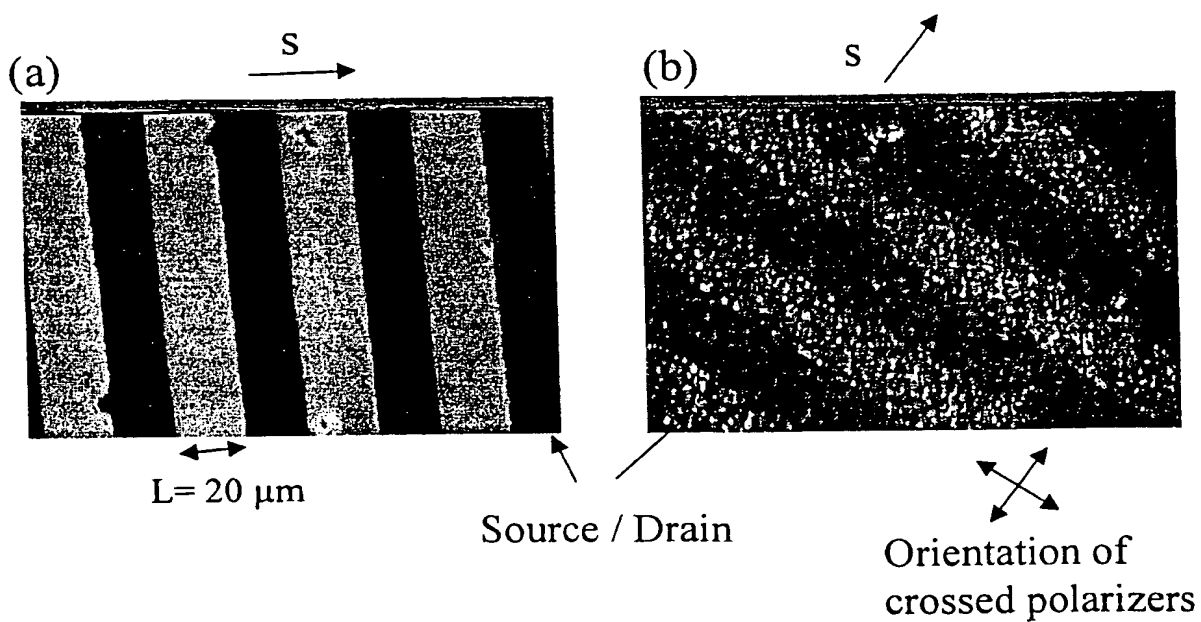 (a)
s
(b)
s
L= 20 μm
Source / Drain
Orientation of
crossed polarizers